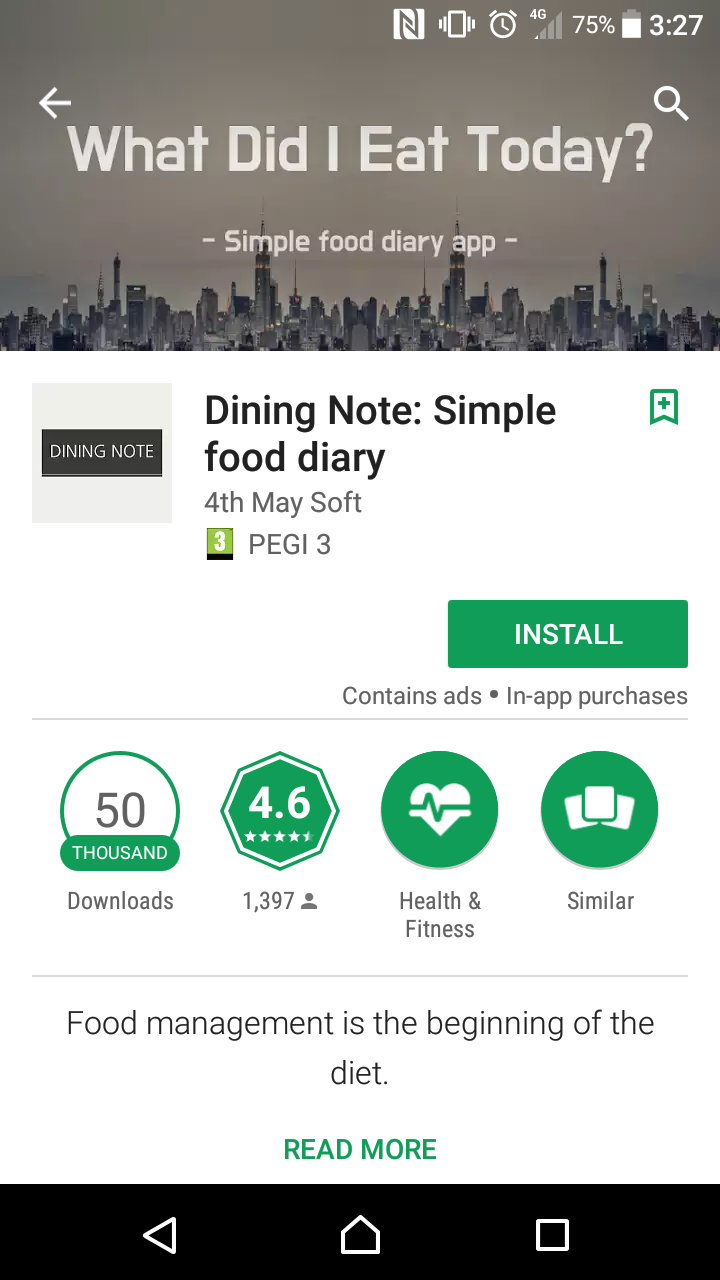 4G 75% 3:27
What Did I Eat Today?
- Simple food diary app -
DINING NOTE
Dining Note: Simple
food diary
4th May Soft
3 PEGI 3
INSTALL
Contains ads • In-app purchases
50
THOUSAND
Downloads
4.6
1,397
Health &
Fitness
Similar
Food management is the beginning of the
diet.
READ MORE